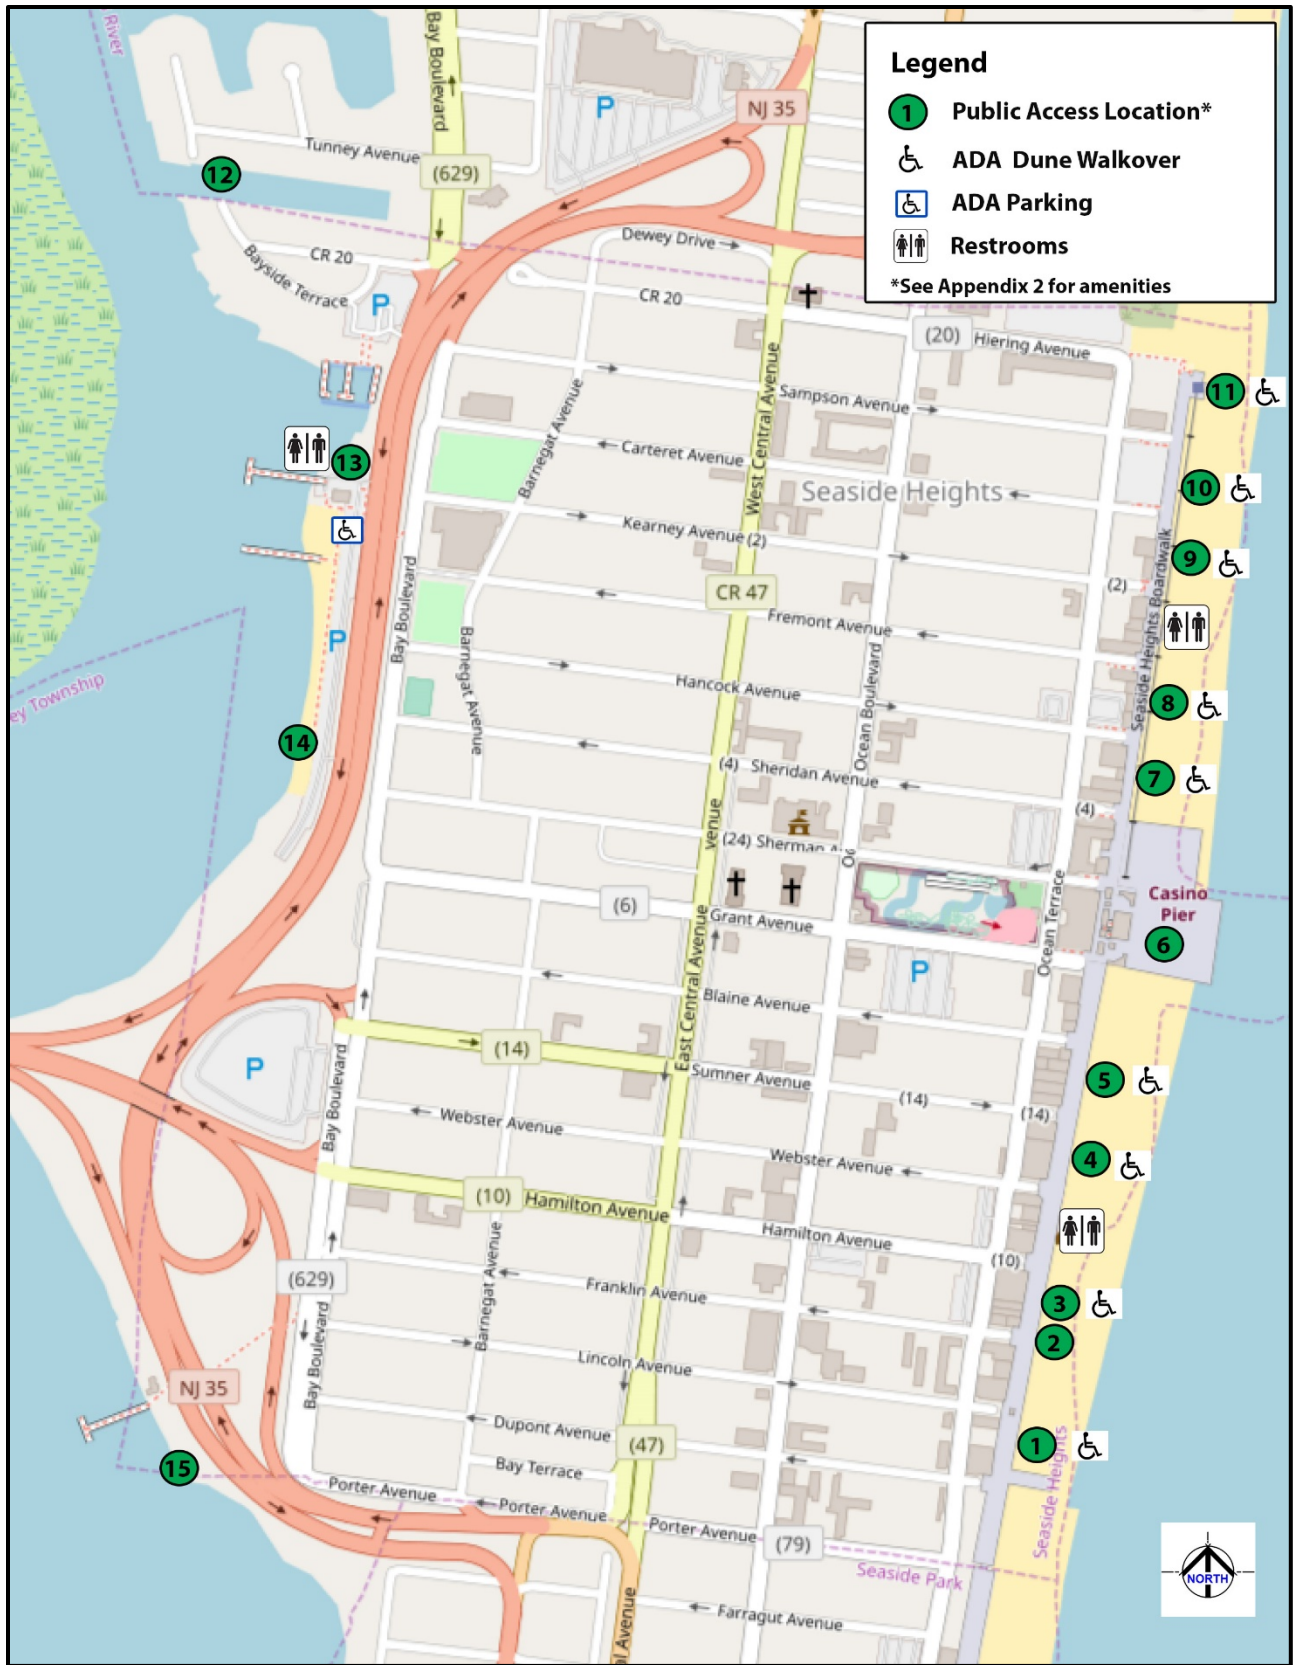 River
Bay Boulevard
P
NJ 35
Legend
1 Public Access Location*
ADA Dune Walkover
ADA Parking
Restrooms
*See Appendix 2 for amenities
Tunney Avenue
(629)
12
Dewey Drive
CR 20
Bayside Terrace
P
CR 20
(20)
Hiering Avenue
Sampson Avenue
11
Carteret Avenue
Barnegat Avenue
West Central Avenue
13
Seaside Heights
10
Kearney Avenue (2)
9
(2)
CR 47
Fremont Avenue
Bay Boulevard
P
Barnegat Avenue
Seaside Heights Boardwalk
Hancock Avenue
Ocean Boulevard
8
ey Township
14
(4) Sheridan Avenue
7
(4)
venue
(24) Sherman A
Casino
Pier
6
(6)
Grant Avenue
Ocean Terrace
P
Blaine Avenue
East Central Avenue
(14)
P
Sumner Avenue
(14)
(14)
5
Bay Boulevard
Webster Avenue
Webster Avenue
4
(10)
Hamilton Avenue
Hamilton Avenue
(10)
(629)
Barnegat Avenue
Franklin Avenue
3
2
Bay Boulevard
Lincoln Avenue
NJ 35
Dupont Avenue
(47)
1
Seaside Heights
15
Bay Terrace
Porter Avenue
Porter Avenue
Porter Avenue
(79)
Seaside Park
NORTH
Farragut Avenue
al Avenue